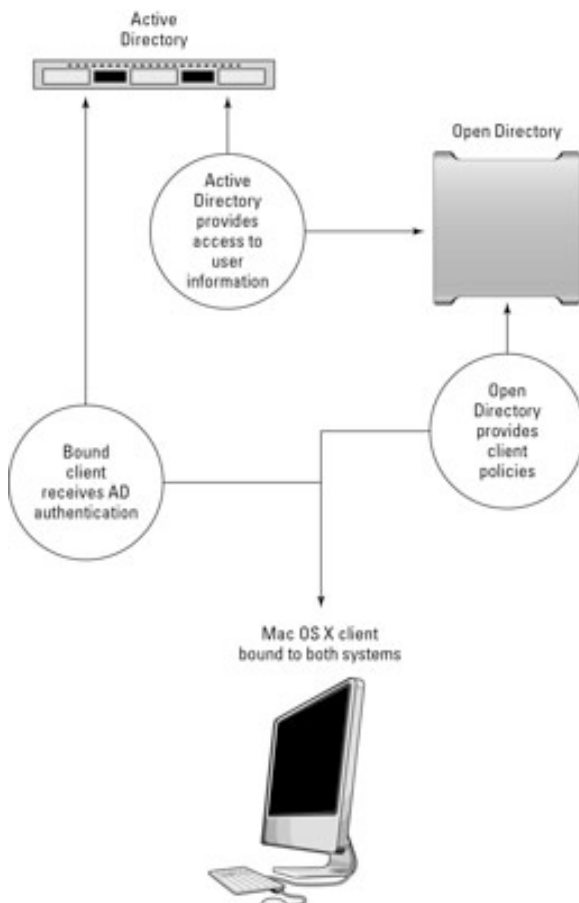 Active
Directory
Open Directory
Active
Directory
provides
access to
user
information
Open
Directory
provides
client
policies
Bound
client
receives AD
authentication
Mac OS X client
bound to both systems